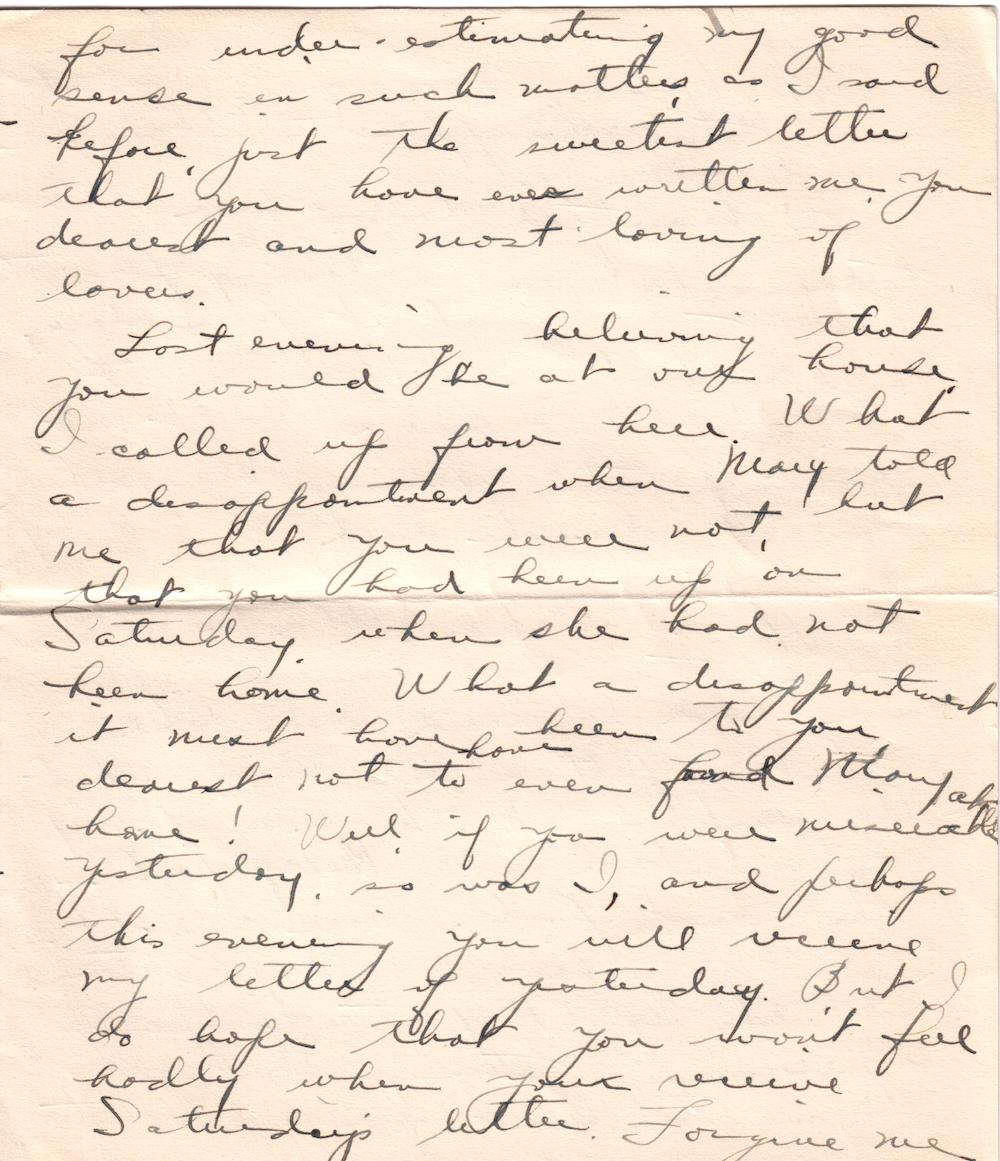 for under-estimating my good
sense in such matters, as I said
before, just the sweetest letter
that you have ever written me, you
dearest and most loving of
lovers.
Last evening, believing that
you would be at our house,
I called up from here. What
a disappointment when Mary told
me that you were not, but
that you had been up on
Saturday, when she had not
been home. What a disappointment
it must have been to you
dearest not to have even found Mary at
home! Well if you were miserable
yesterday, so was I, and perhaps
this evening you will receive
my letter of yesterday. But I
do hope that you won't feel
badly when you receive
Saturday's letter. Forgive me